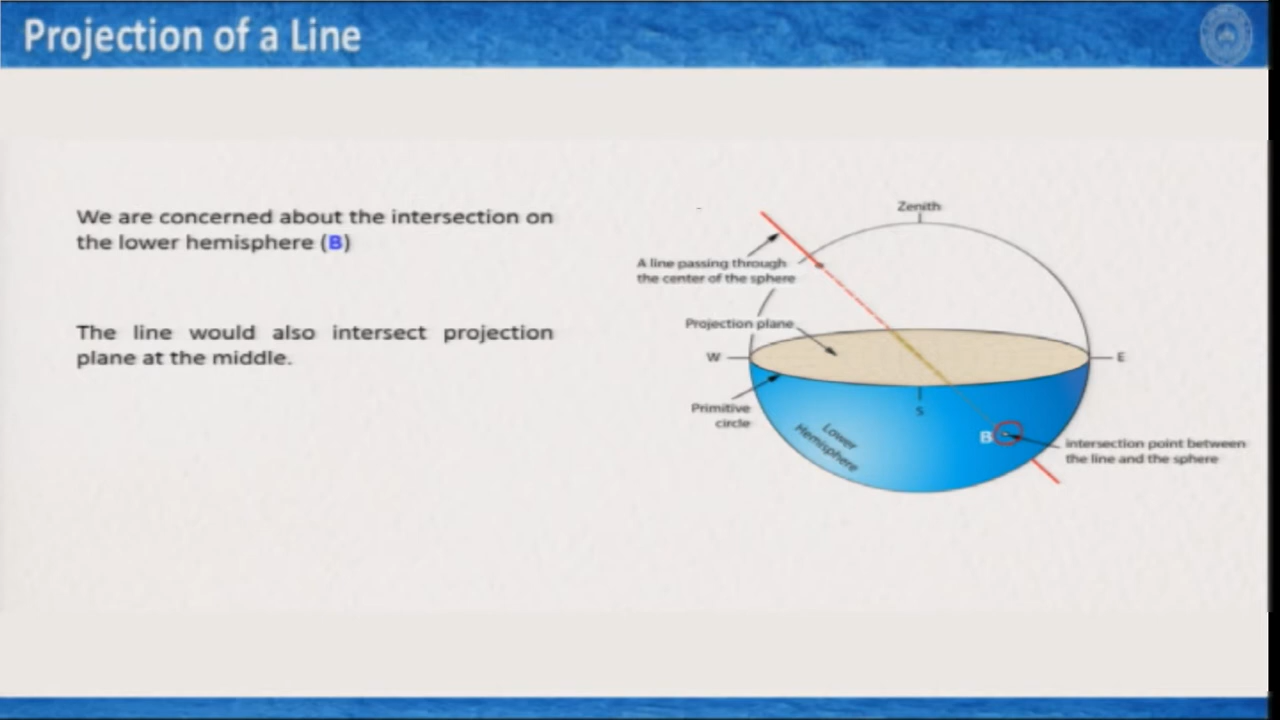 Projection of a Line
We are concerned about the intersection on
the lower hemisphere (B)
The line would also intersect projection
plane at the middle.
Zenith
A line passing through
the center of the sphere
Projection plane
W
E
Primitive
circle
S
B
Lower
Hemisphere
intersection point between
the line and the sphere